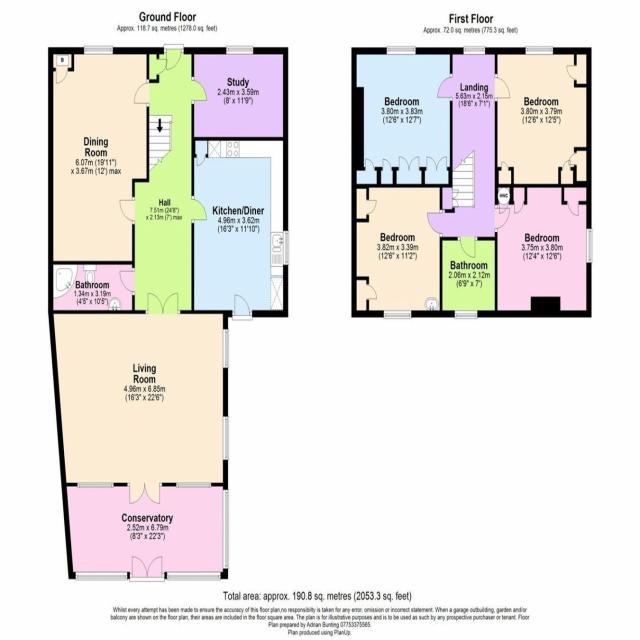 Ground Floor
Approx. 118.7 sq. metres (1278.0 sq. feet)
First Floor
Approx. 72.0 sq. metres (775.3 sq. feet)
B
Study
2.43m x 3.59m
(8' x 11'9")
Dining
Room
6.07m (19'11")
x 3.67m (12') max
Hall
7.51m (24'8")
x 2.13m (7') max
Kitchen/Diner
4.96m x 3.62m
(16'3" x 11'10")
Bathroom
1.34m x 3.19m
(4'5" x 10'5")
Living
Room
4.96m x 6.85m
(16'3" x 22'6")
Conservatory
2.52m x 6.79m
(8'3" x 22'3")
Bedroom
3.80m x 3.83m
(12'6" x 12'7")
Landing
5.63m x 2.15m
(18'6" x 7'1")
Bedroom
3.80m x 3.79m
(12'6" x 12'5")
Bedroom
3.82m x 3.39m
(12'6" x 11'2")
HWC
Bathroom
2.06m x 2.12m
(6'9" x 7')
Bedroom
3.75m x 3.80m
(12'4" x 12'6")
Total area: approx. 190.8 sq. metres (2053.3 sq. feet)
Whilst every attempt has been made to ensure the accuracy of this floor plan,no responsibilty is taken for any error, omission or incorrect statement. When a garage outbuilding, garden and/or
balcony are shown on the floor plan, their areas are included in the floor square area. The plan is for illustrative purposes and is to be used as such by any prospective purchaser or tenant. Floor
Plan prepared by Adrian Bunting 07753375565.
Plan produced using PlanUp.